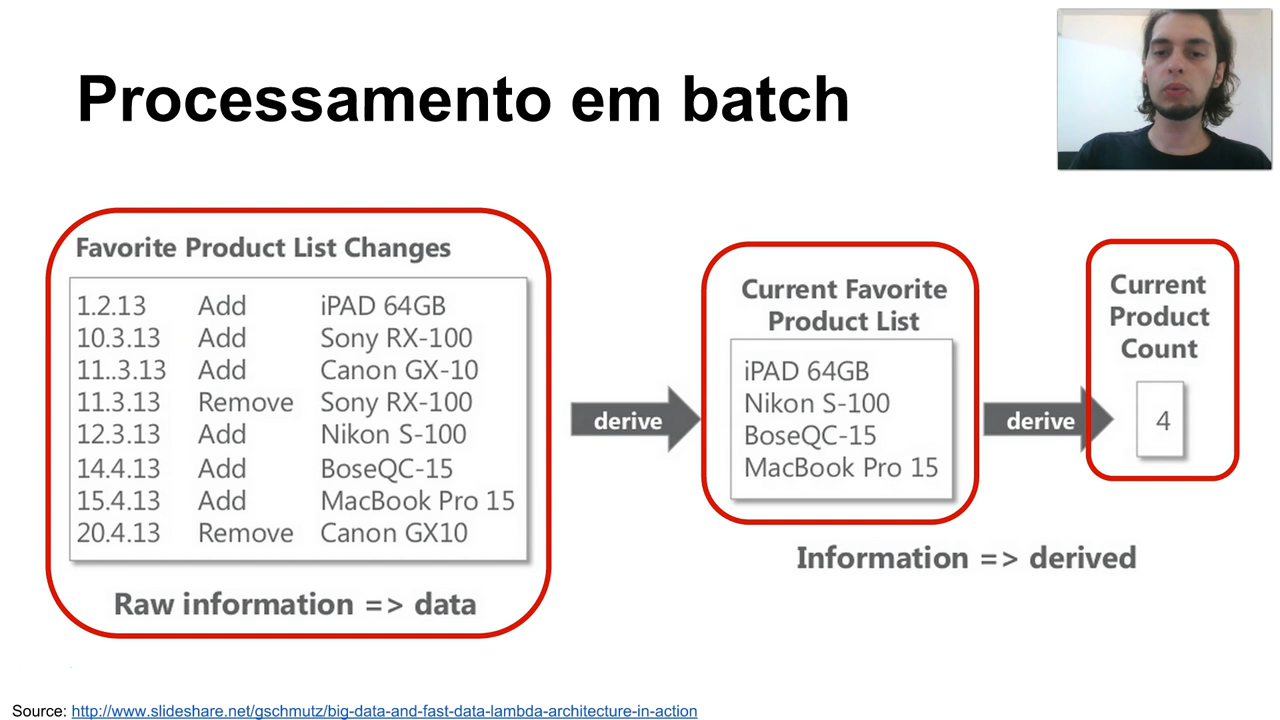 Processamento em batch
Favorite Product List Changes
1.2.13 Add iPAD 64GB
10.3.13 Add Sony RX-100
11..3.13 Add Canon GX-10
11.3.13 Remove Sony RX-100
12.3.13 Add Nikon S-100
14.4.13 Add BoseQC-15
15.4.13 Add MacBook Pro 15
20.4.13 Remove Canon GX10
Raw information => data
derive
Current Favorite
Product List
iPAD 64GB
Nikon S-100
BoseQC-15
MacBook Pro 15
derive
Current
Product
Count
4
Information => derived
Source: http://www.slideshare.net/gschmutz/big-data-and-fast-data-lambda-architecture-in-action